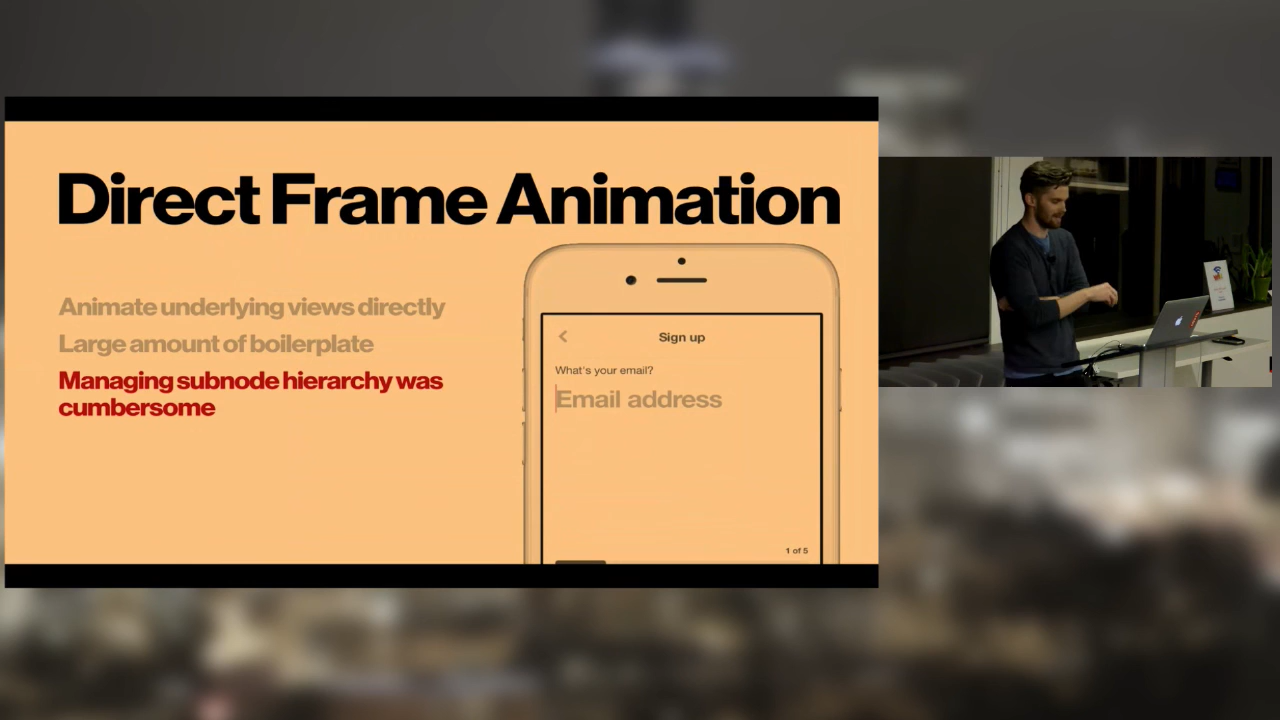 Direct Frame Animation
Animate underlying views directly
Large amount of boilerplate
Managing subnode hierarchy was
cumbersome
Sign up
What's your email?
Email address
1 of 5